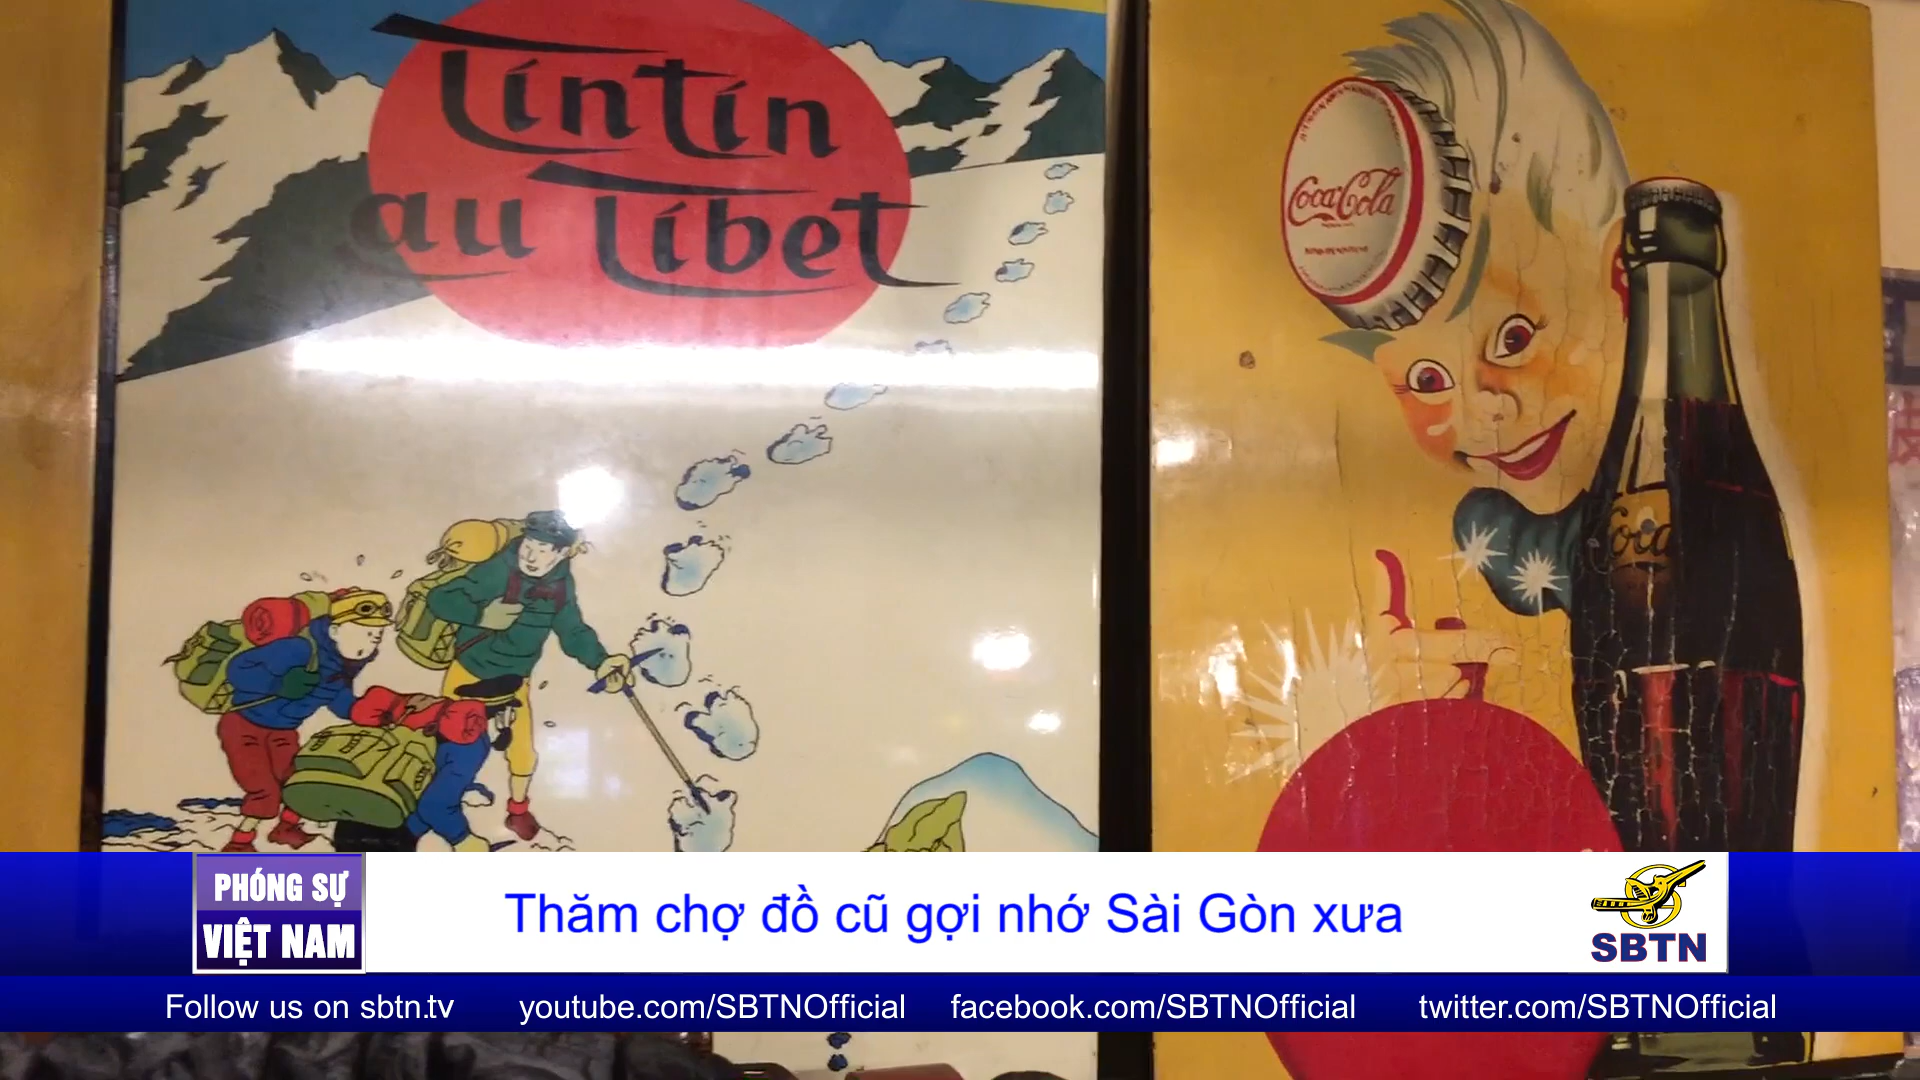 Tintin
au Tibet
Coca-Cola
Coca
PHÓNG SỰ
VIỆT NAM
Thăm chợ đồ cũ gợi nhớ Sài Gòn xưa
SBTN
Follow us on sbtn.tv youtube.com/SBTNOfficial facebook.com/SBTNOfficial twitter.com/SBTNOfficial